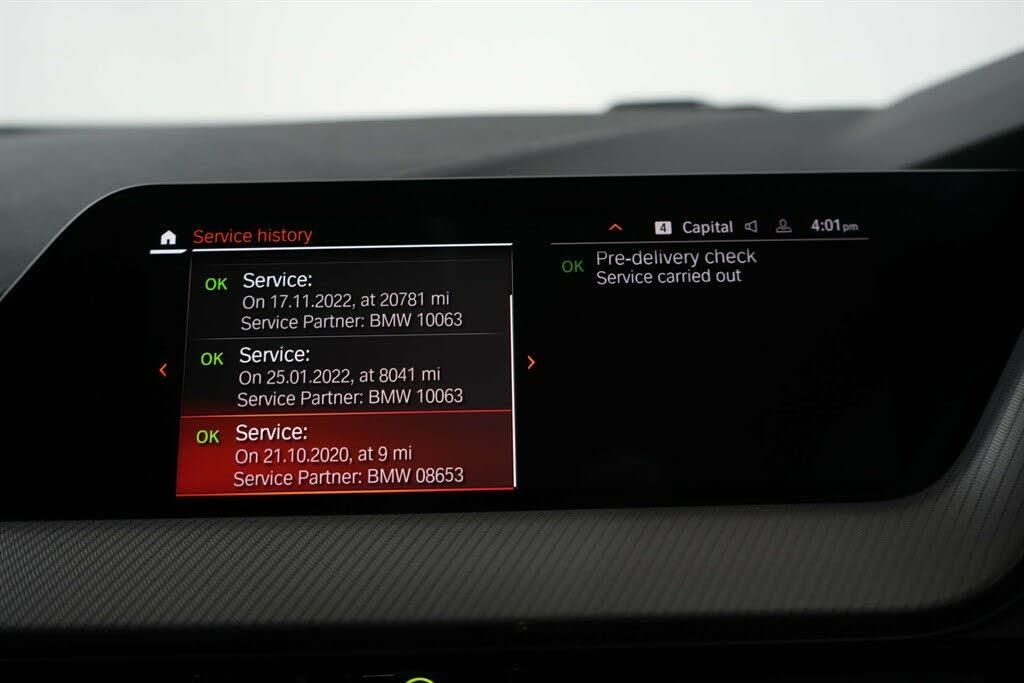 Service history
4 Capital 4:01pm
OK Service:
On 17.11.2022, at 20781 mi
Service Partner: BMW 10063
OK Service:
On 25.01.2022, at 8041 mi
Service Partner: BMW 10063
OK Service:
On 21.10.2020, at 9 mi
Service Partner: BMW 08653
OK Pre-delivery check
Service carried out